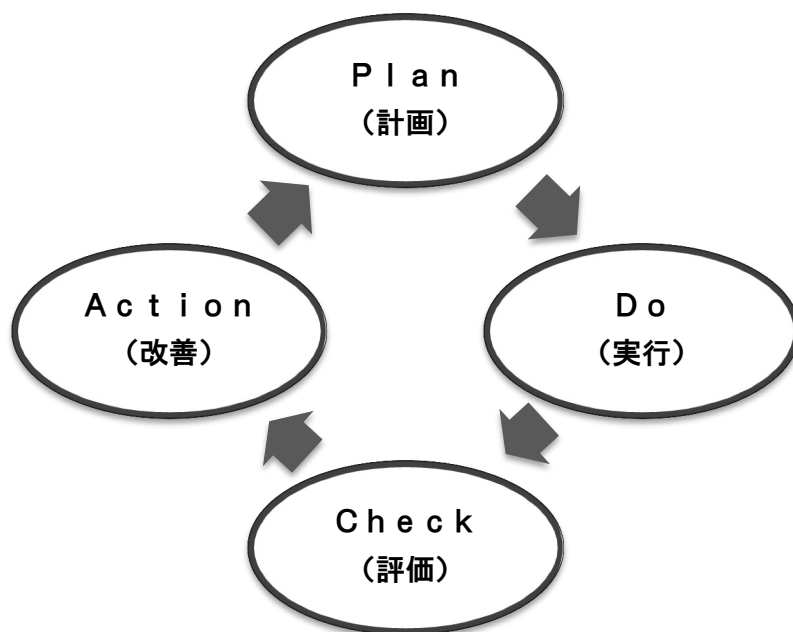 Ｐｌａｎ
（計画）
Ｄｏ
（実行）
Ｃｈｅｃｋ
（評価）
Ａｃｔｉｏｎ
（改善）